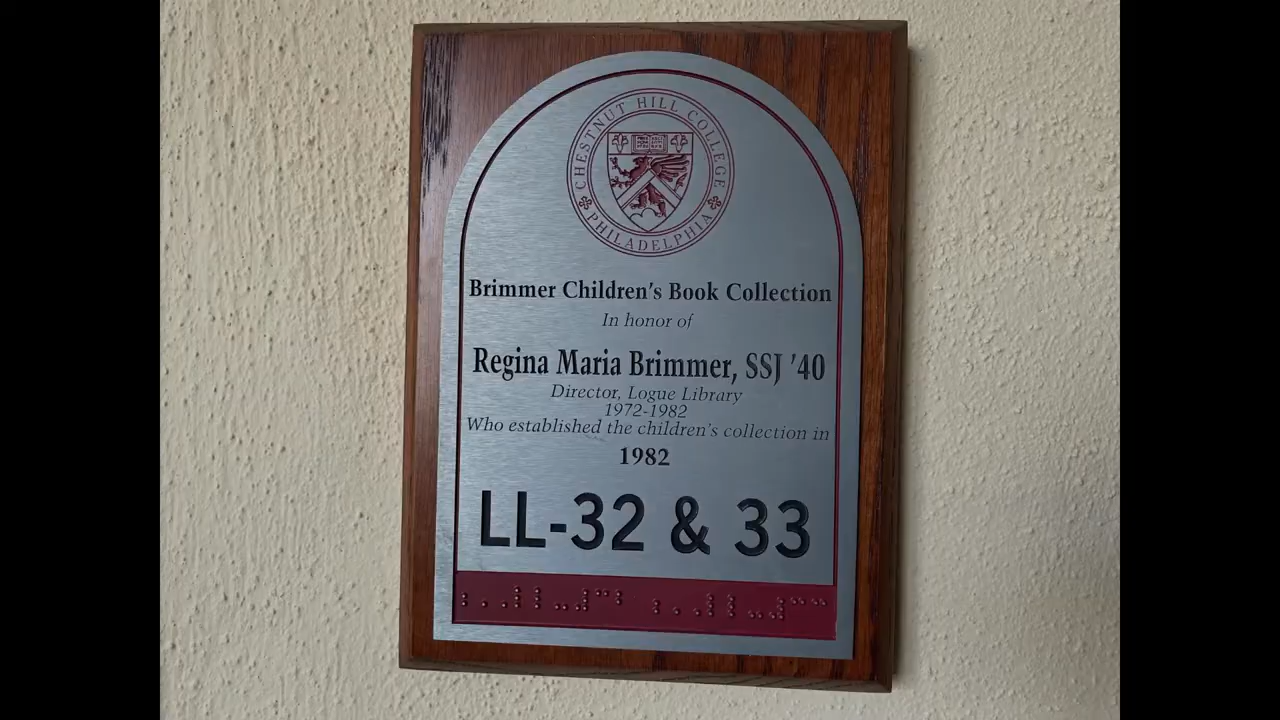 CHESTNUT HILL COLLEGE
PHILADELPHIA
Brimmer Children's Book Collection
In honor of
Regina Maria Brimmer, SSJ '40
Director, Logue Library
1972-1982
Who established the children's collection in
1982
LL-32 & 33